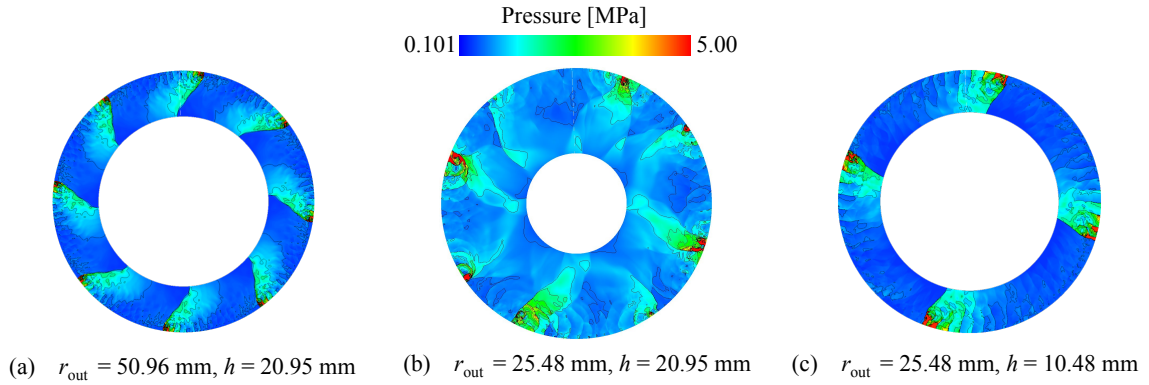 Pressure [MPa]
0.101 5.00
(a) r_out = 50.96 mm, h = 20.95 mm
(b) r_out = 25.48 mm, h = 20.95 mm
(c) r_out = 25.48 mm, h = 10.48 mm